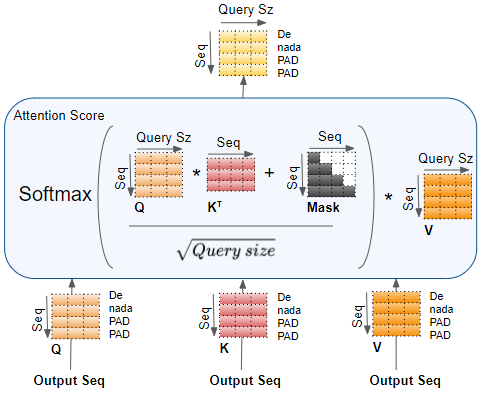 Query Sz
Seq
De
nada
PAD
PAD
Attention Score
Softmax
Query Sz
Seq
Q
*
Seq
Kᵀ
+
Seq
Seq
Mask
√Query size
*
Query Sz
Seq
V
Seq
De
nada
PAD
PAD
Q
Seq
De
nada
PAD
PAD
K
Seq
De
nada
PAD
PAD
V
Output Seq
Output Seq
Output Seq